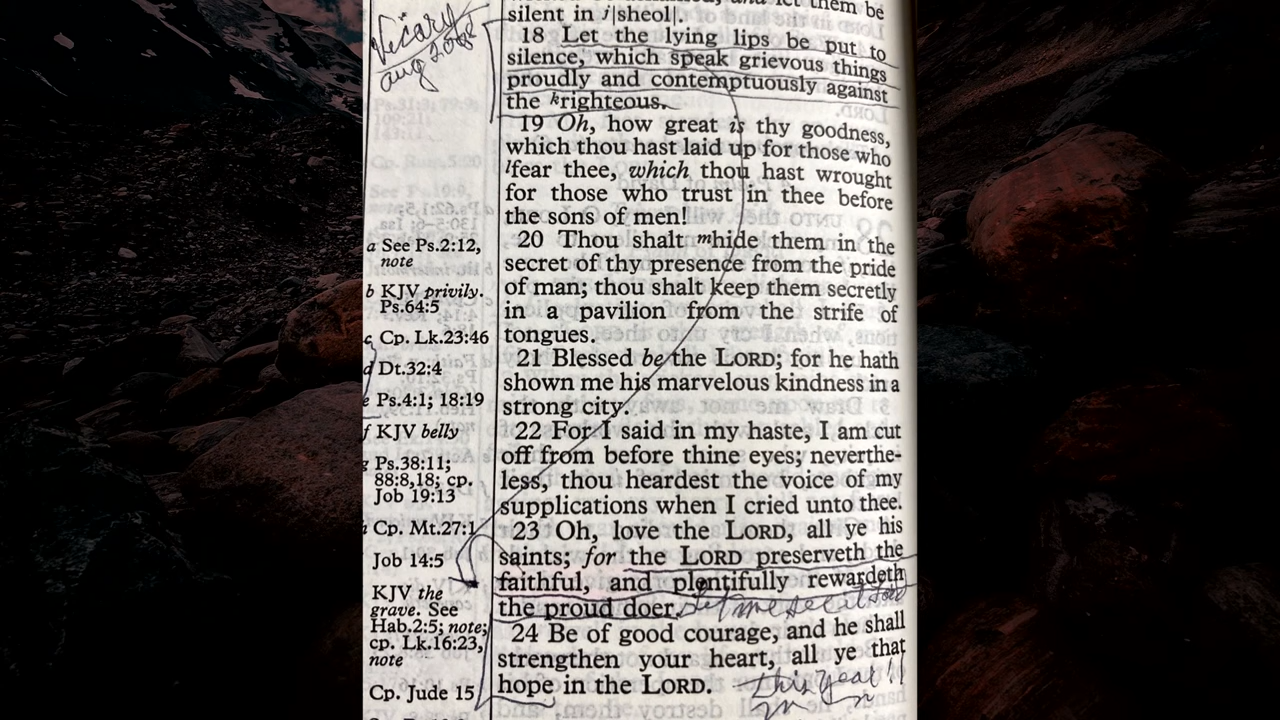 Vicary
aug 2008
silent in j|sheol|.
18 Let the lying lips be put to
silence, which speak grievous things
proudly and contemptuously against
the krighteous.
19 Oh, how great is thy goodness,
which thou hast laid up for those who
lfear thee, which thou hast wrought
for those who trust in thee before
the sons of men!
20 Thou shalt mhide them in the
secret of thy presence from the pride
of man; thou shalt keep them secretly
in a pavilion from the strife of
tongues.
21 Blessed be the LORD; for he hath
shown me his marvelous kindness in a
strong city.
22 For I said in my haste, I am cut
off from before thine eyes; neverthe-
less, thou heardest the voice of my
supplications when I cried unto thee.
23 Oh, love the LORD, all ye his
saints; for the LORD preserveth the
faithful, and plentifully rewardeth
the proud doer. let me see it
24 Be of good courage, and he shall
strengthen your heart, all ye that
hope in the LORD. this year!!
a See Ps.2:12,
note
b KJV privily.
Ps.64:5
c Cp. Lk.23:46
d Dt.32:4
e Ps.4:1; 18:19
f KJV belly
g Ps.38:11;
88:8,18; cp.
Job 19:13
h Cp. Mt.27:1
Job 14:5
KJV the
grave. See
Hab.2:5; note;
cp. Lk.16:23,
note
Cp. Jude 15